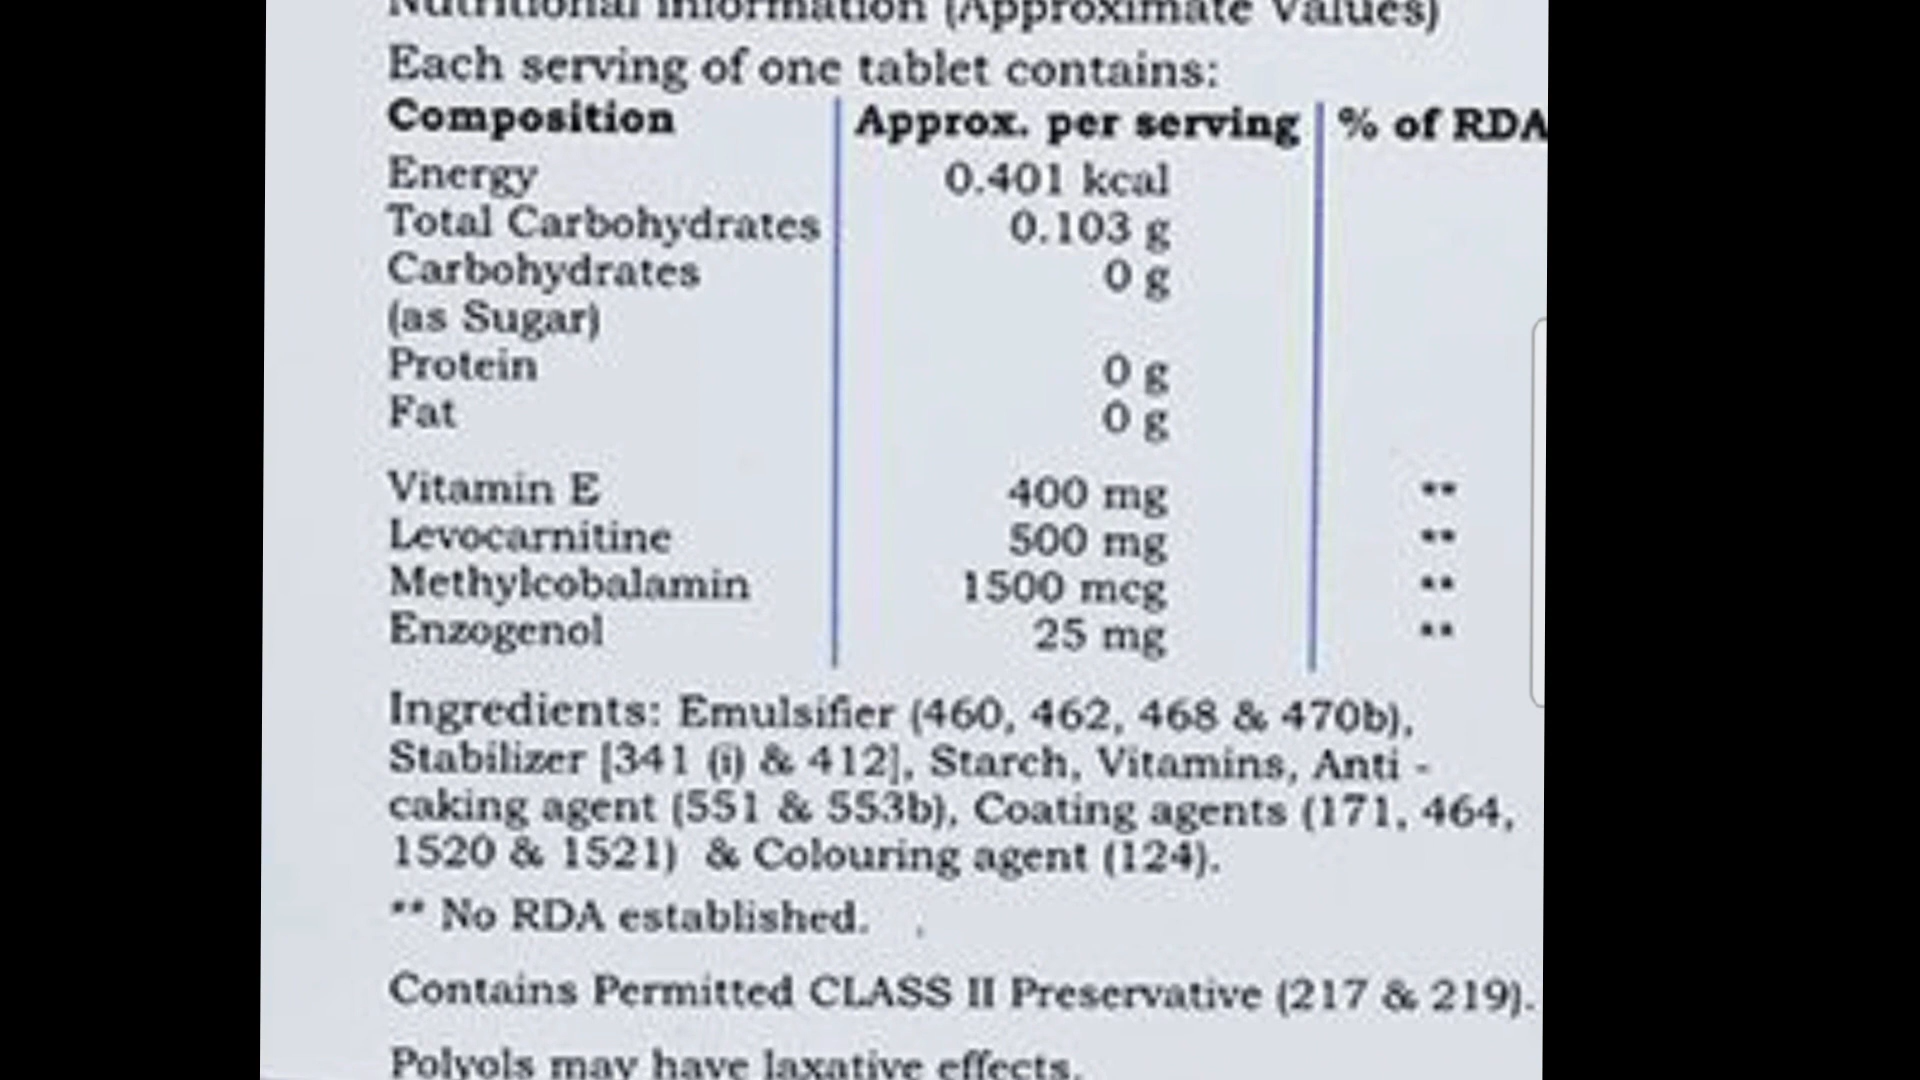 Nutritional Information (Approximate Values)
Each serving of one tablet contains:
Composition | Approx. per serving | % of RDA
Energy 0.401 kcal
Total Carbohydrates 0.103 g
Carbohydrates 0 g
(as Sugar)
Protein 0 g
Fat 0 g
Vitamin E 400 mg **
Levocarnitine 500 mg **
Methylcobalamin 1500 mcg **
Enzogenol 25 mg **
Ingredients: Emulsifier (460, 462, 468 & 470b),
Stabilizer [341 (i) & 412], Starch, Vitamins, Anti -
caking agent (551 & 553b), Coating agents (171, 464,
1520 & 1521) & Colouring agent (124).
** No RDA established.
Contains Permitted CLASS II Preservative (217 & 219).
Polyols may have laxative effects.